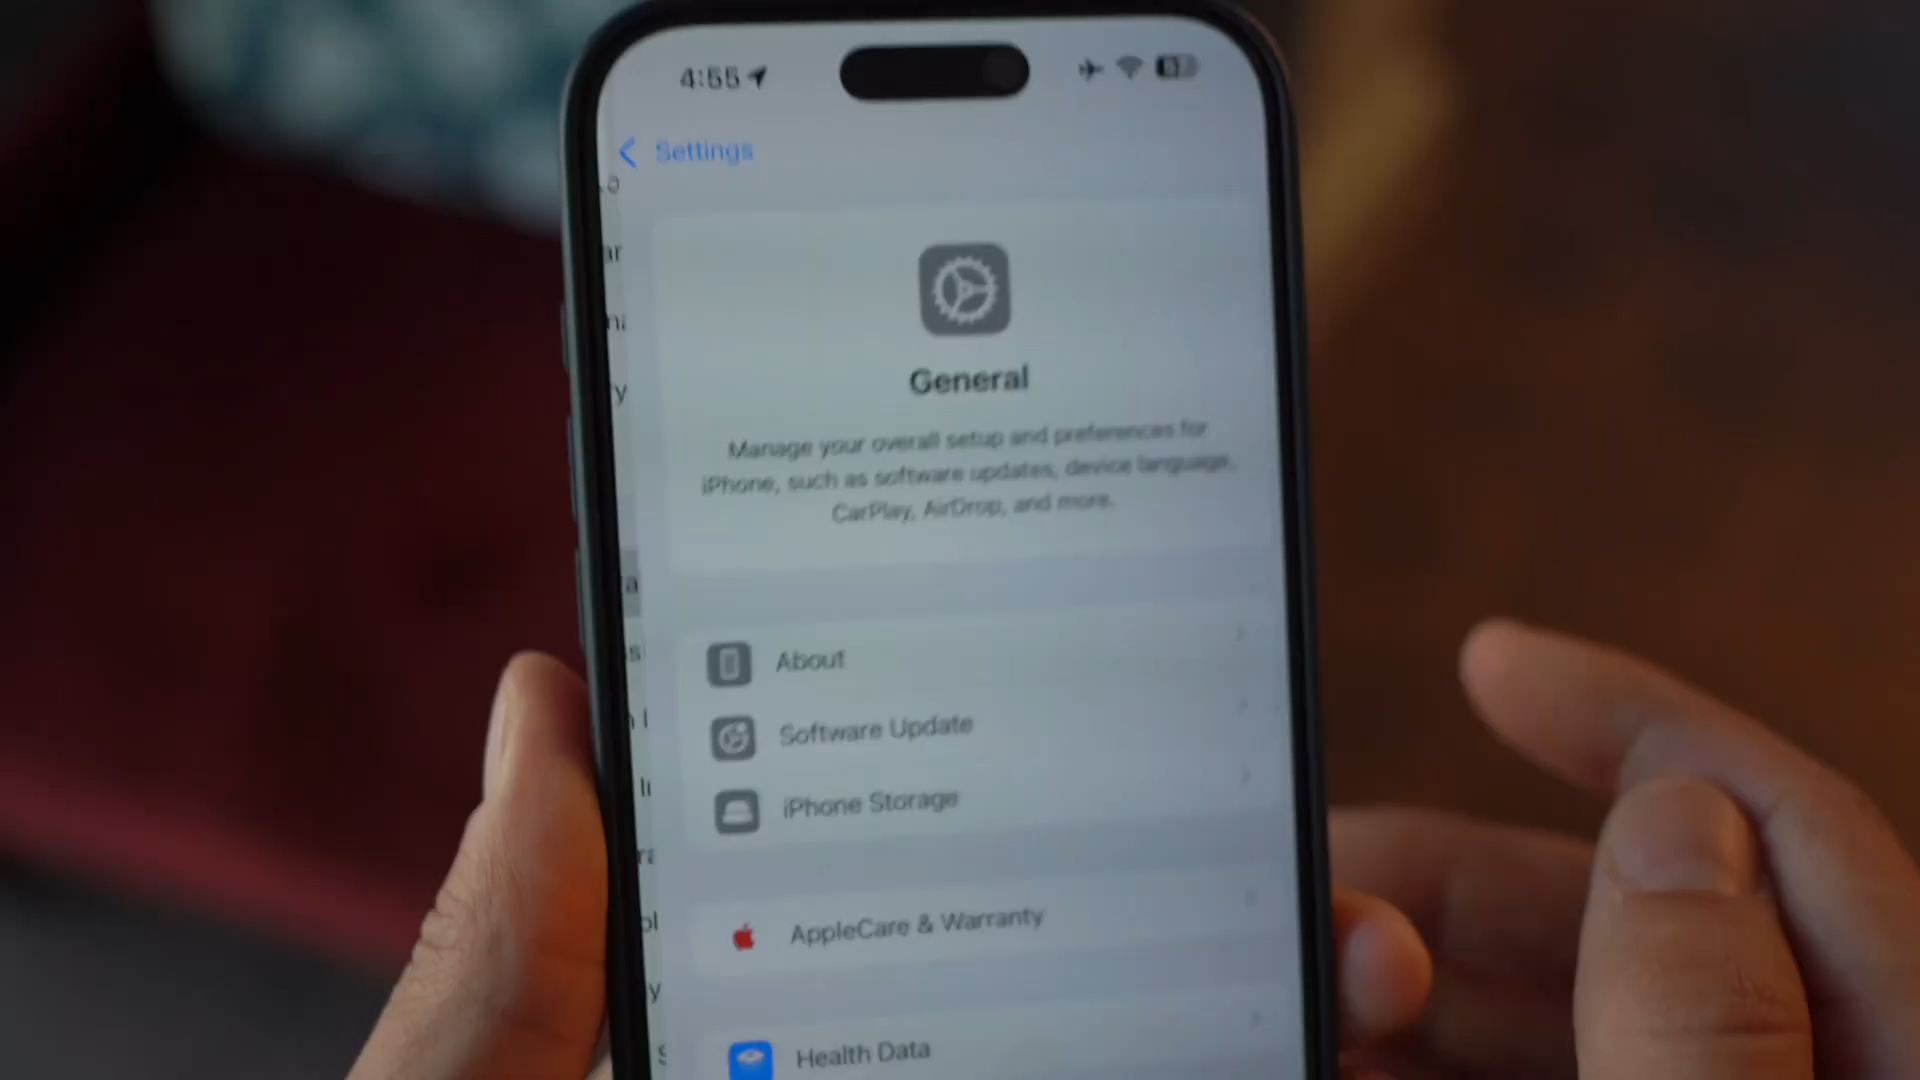 4:55
Settings
General
Manage your overall setup and preferences for
iPhone, such as software updates, device language,
CarPlay, AirDrop, and more.
About
Software Update
iPhone Storage
AppleCare & Warranty
Health Data